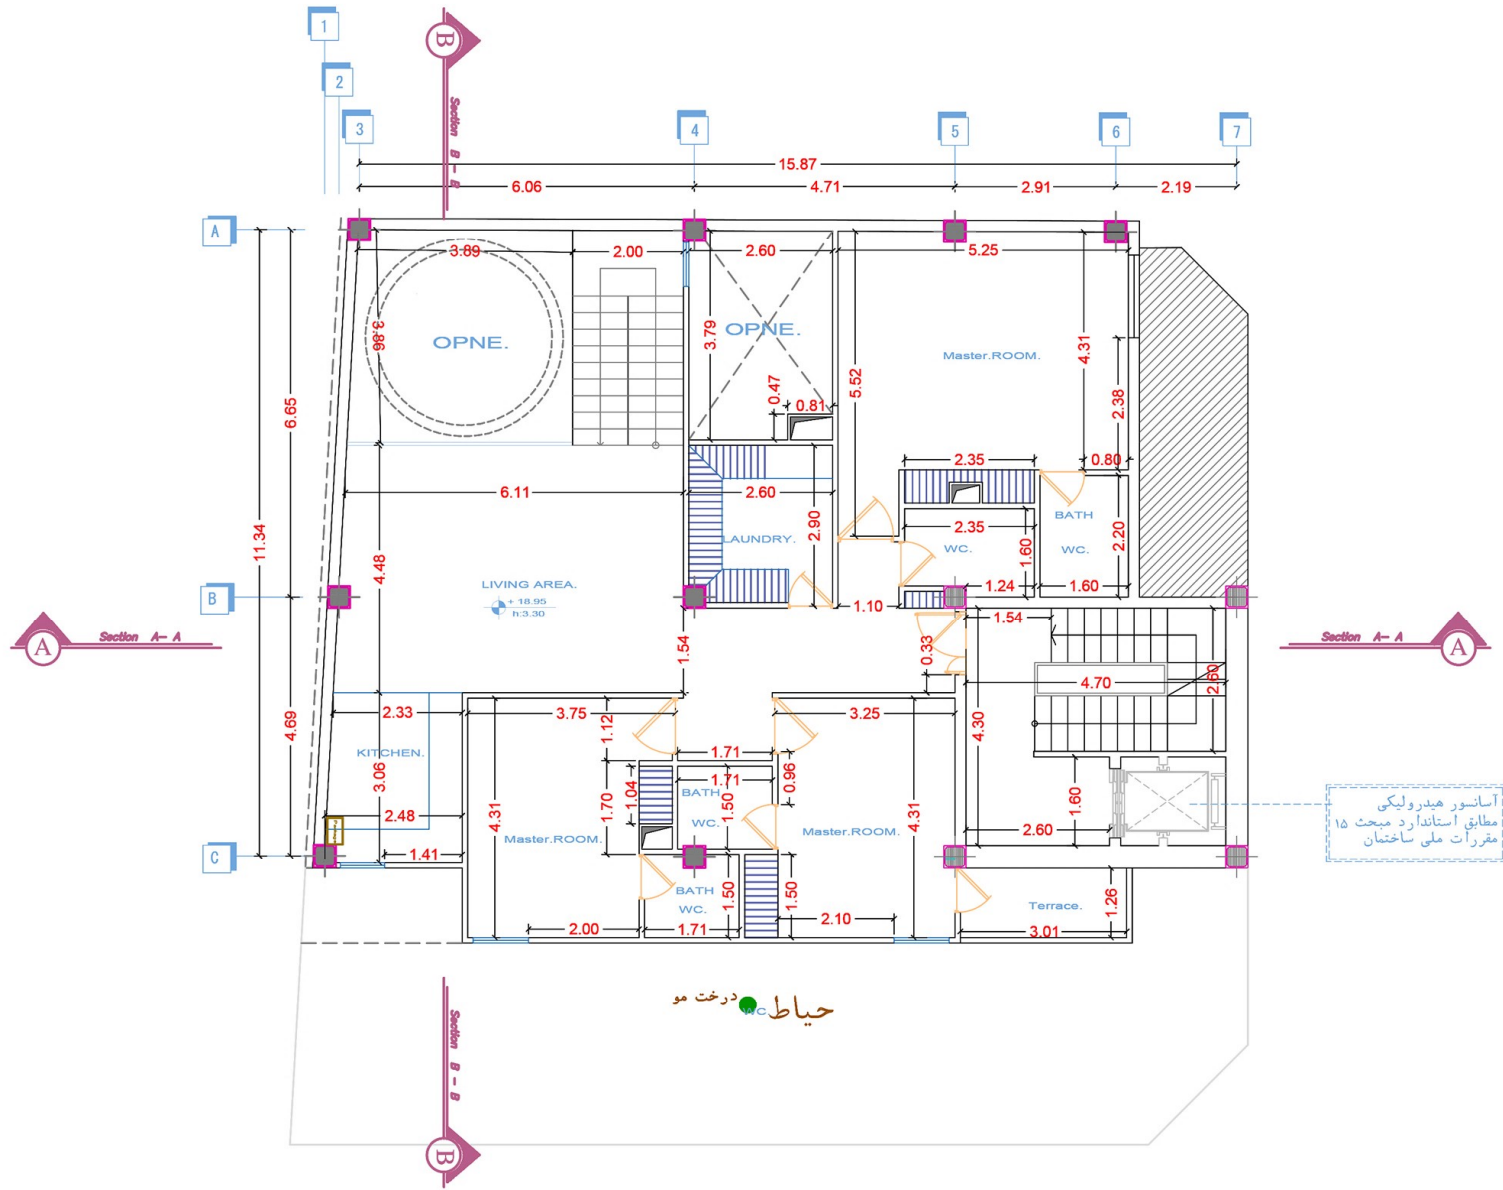 1
2
3
4
5
6
7
B
Section B - B
15.87
6.06
4.71
2.91
2.19
A
3.89
2.00
2.60
5.25
OPNE.
3.86
OPNE.
3.79
0.47
0.81
Master.ROOM.
4.31
5.52
2.38
6.65
11.34
2.35
0.80
6.11
2.60
BATH
WC.
2.20
LAUNDRY.
2.90
2.35
WC.
1.60
4.48
LIVING AREA.
+ 18.95
h:3.30
1.24
1.60
1.10
B
A
Section A- A
Section A- A
A
1.54
1.54
0.33
4.70
2.60
4.30
4.69
2.33
3.75
1.12
3.25
KITCHEN.
3.06
1.71
1.71
0.96
2.48
1.04
1.70
BATH
WC.
1.50
4.31
Master.ROOM.
Master.ROOM.
4.31
1.60
2.60
آسانسور هیدرولیکی
مطابق استاندارد مبحث ۱۵
مقررات ملی ساختمان
C
1.41
BATH
WC.
1.50
1.50
2.00
1.71
2.10
Terrace.
1.26
3.01
حیاط
WC
درخت مو
Section B - B
B